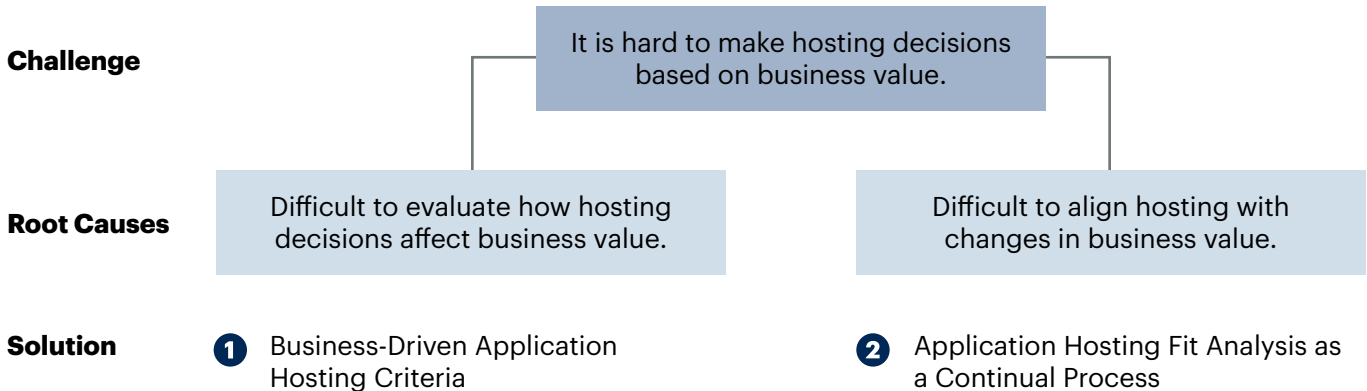 Challenge
It is hard to make hosting decisions
based on business value.
Root Causes
Difficult to evaluate how hosting
decisions affect business value.
Difficult to align hosting with
changes in business value.
Solution
1 Business-Driven Application
Hosting Criteria
2 Application Hosting Fit Analysis as
a Continual Process